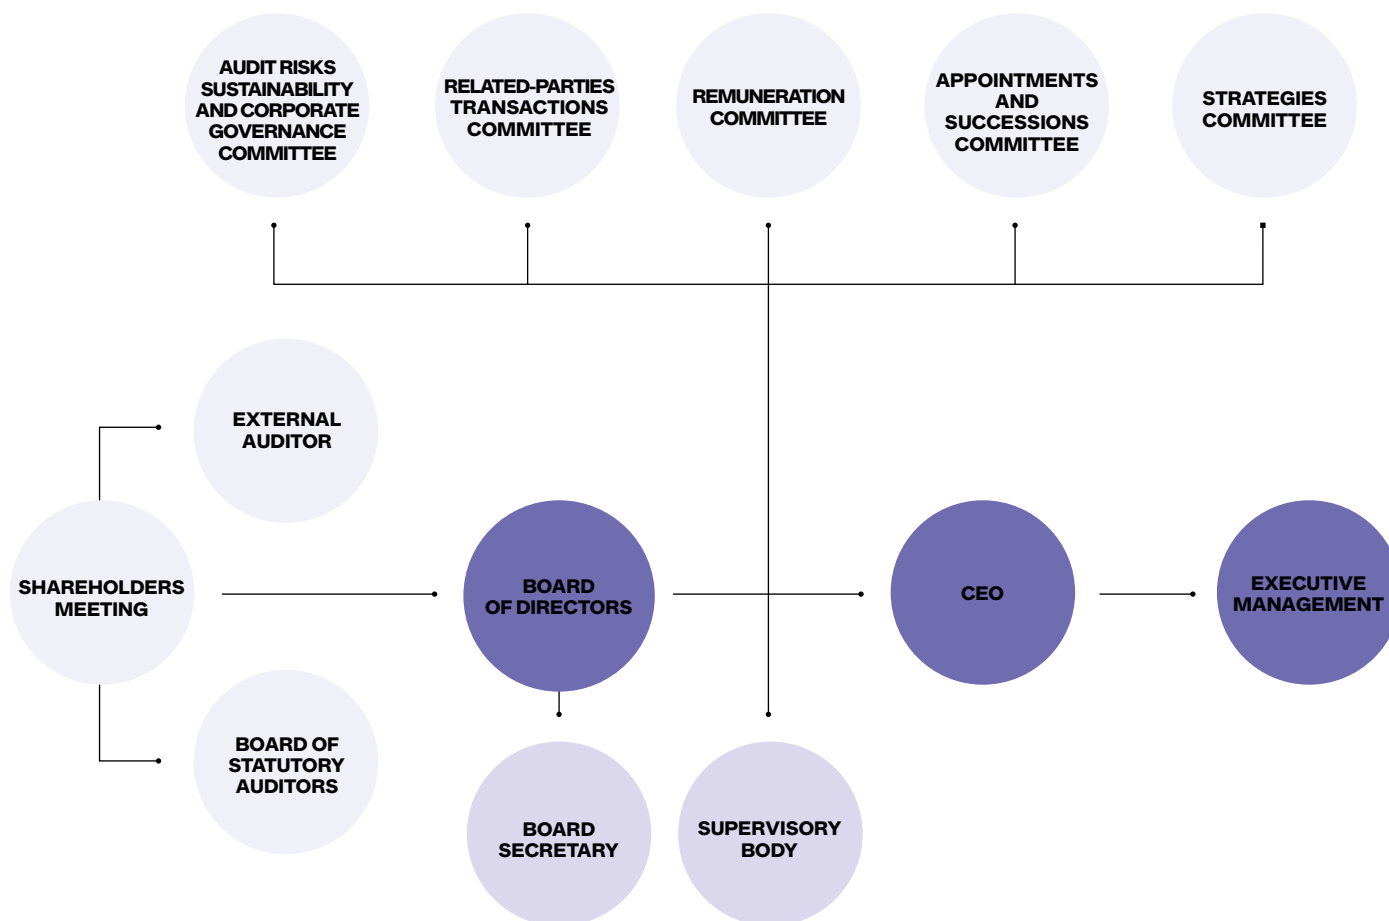 AUDIT RISKS
SUSTAINABILITY
AND CORPORATE
GOVERNANCE
COMMITTEE
RELATED-PARTIES
TRANSACTIONS
COMMITTEE
REMUNERATION
COMMITTEE
APPOINTMENTS
AND
SUCCESSIONS
COMMITTEE
STRATEGIES
COMMITTEE
EXTERNAL
AUDITOR
SHAREHOLDERS
MEETING
BOARD
OF DIRECTORS
CEO
EXECUTIVE
MANAGEMENT
BOARD OF
STATUTORY
AUDITORS
BOARD
SECRETARY
SUPERVISORY
BODY